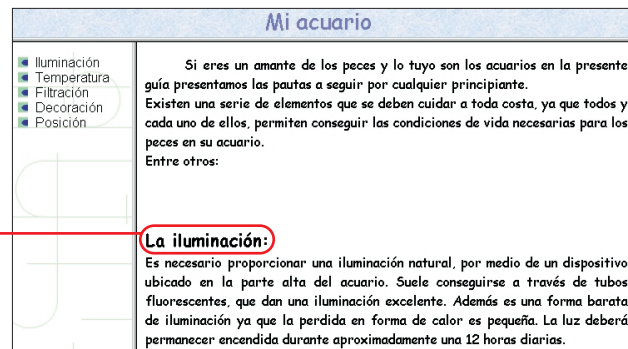 Mi acuario
Iluminación
Temperatura
Filtración
Decoración
Posición
Si eres un amante de los peces y lo tuyo son los acuarios en la presente
guía presentamos las pautas a seguir por cualquier principiante.
Existen una serie de elementos que se deben cuidar a toda costa, ya que todos y
cada uno de ellos, permiten conseguir las condiciones de vida necesarias para los
peces en su acuario.
Entre otros:
La iluminación:
Es necesario proporcionar una iluminación natural, por medio de un dispositivo
ubicado en la parte alta del acuario. Suele conseguirse a través de tubos
fluorescentes, que dan una iluminación excelente. Además es una forma barata
de iluminación ya que la perdida en forma de calor es pequeña. La luz deberá
permanecer encendida durante aproximadamente una 12 horas diarias.